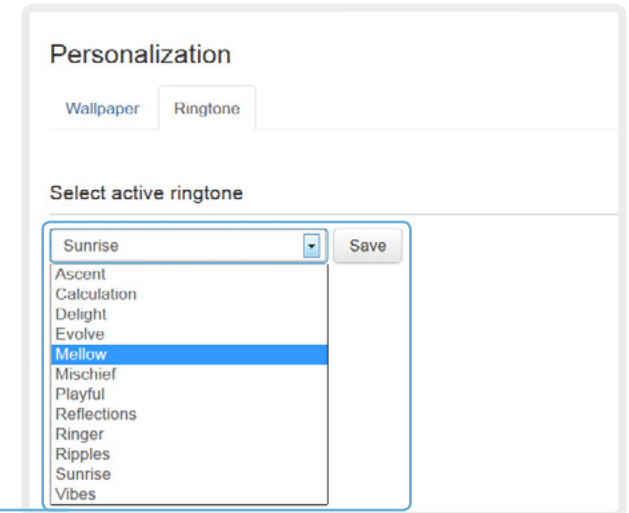 Personalization
Wallpaper Ringtone
Select active ringtone
Sunrise Save
Ascent
Calculation
Delight
Evolve
Mellow
Mischief
Playful
Reflections
Ringer
Ripples
Sunrise
Vibes